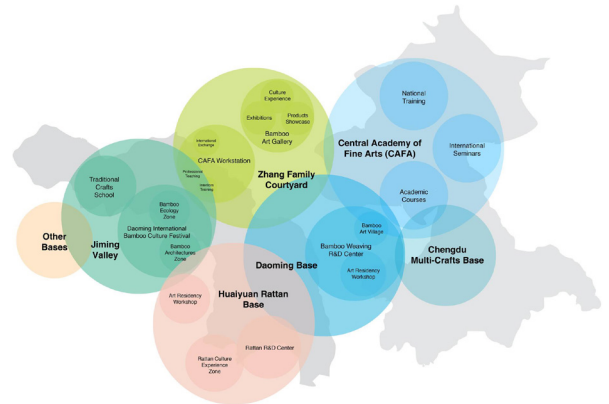 Culture
Experience
Exhibitions
Products
Showcase
Bamboo
Art Gallery
International
Exchange
CAFA Workstation
Professional
Teaching
Zhang Family
Courtyard
National
Training
Central Academy of
Fine Arts (CAFA)
International
Seminars
Academic
Courses
Traditional
Crafts
School
Bamboo
Ecology
Zone
Daoming International
Bamboo Culture Festival
Bamboo
Architectures
Zone
Jiming
Valley
Other
Bases
Bamboo
Art Village
Bamboo Weaving
R&D Center
Art Residency
Workshop
Daoming Base
Chengdu
Multi-Crafts Base
Huaiyuan Rattan
Base
Art Residency
Workshop
Rattan R&D Center
Rattan Culture
Experience
Zone